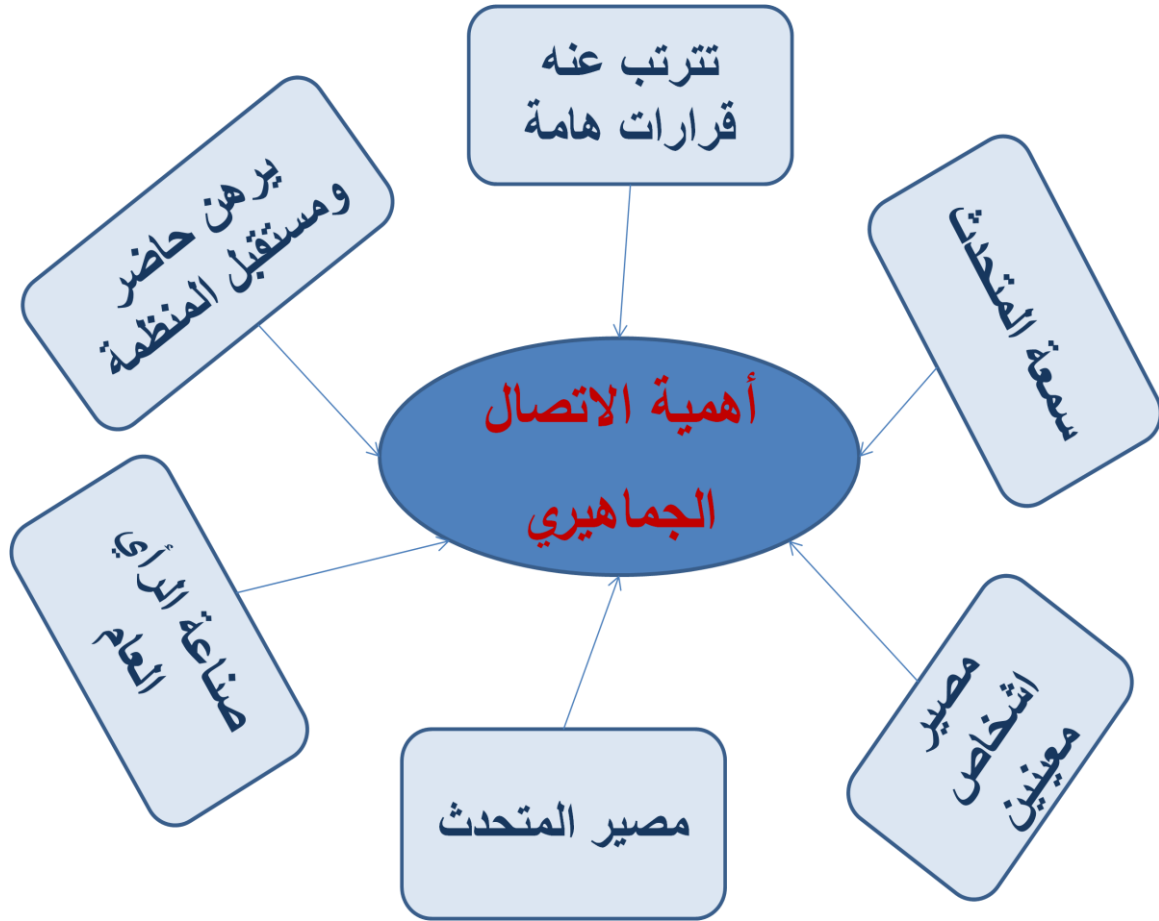 تترتب عنه
قرارات هامة
سمعة المتحدث
يرهن حاضر
ومستقبل المنظمة
أهمية الاتصال
الجماهيري
مصير
اشخاص
معينين
صناعة الرأي
العام
مصير المتحدث